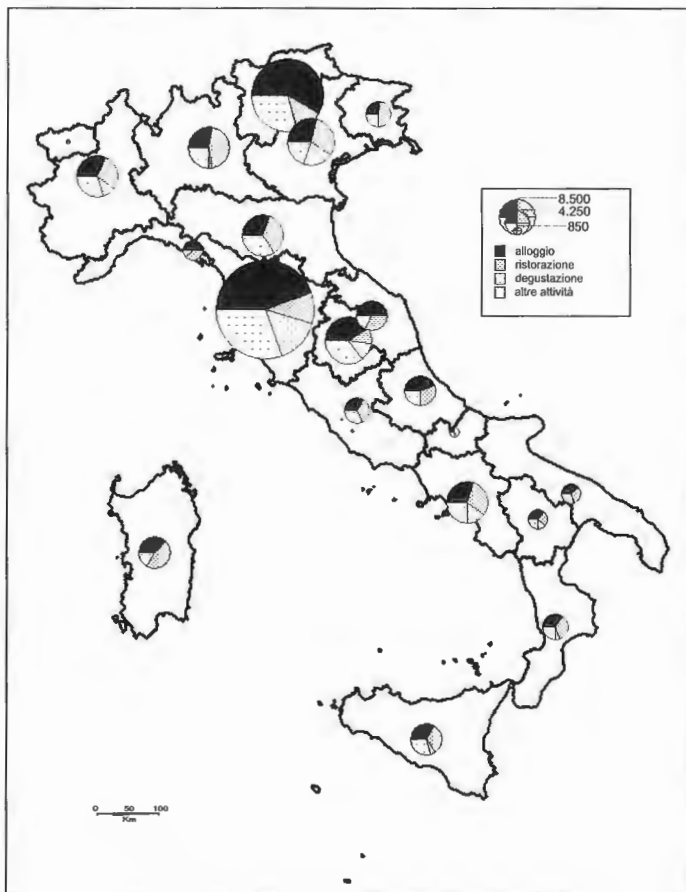 8.500
4.250
850
alloggio
ristorazione
degustazione
altre attività
0 50 100
Km